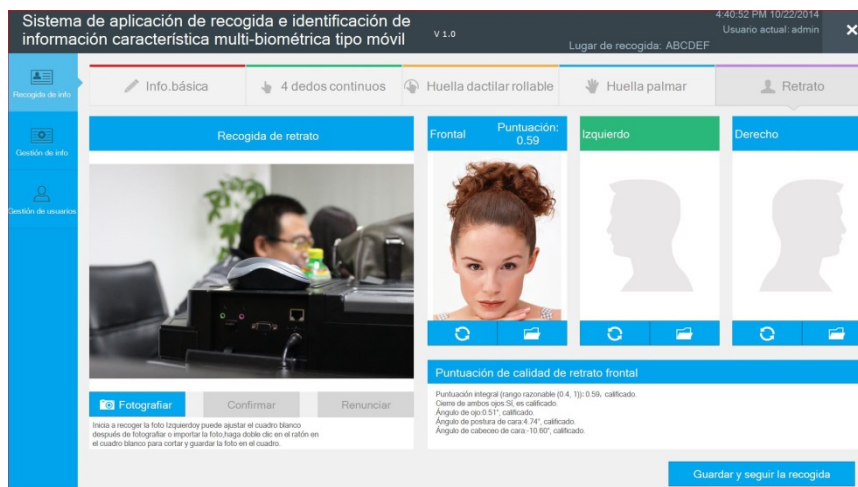 Sistema de aplicación de recogida e identificación de
información característica multi-biométrica tipo móvil
V 1.0
Lugar de recogida: ABCDEF
4:40:52 PM 10/22/2014
Usuario actual: admin
Recogida de info
Gestión de info
Gestión de usuarios
Info.básica
4 dedos continuos
Huella dactilar rollable
Huella palmar
Retrato
Recogida de retrato
Frontal
Puntuación:
0.59
Izquierdo
Derecho
Fotografiar
Confirmar
Renunciar
Inicia a recoger la foto Izquierdoy puede ajustar el cuadro blanco
después de fotografiar o importar la foto,haga doble clic en el ratón en
el cuadro blanco para cortar y guardar la foto en el cuadro.
Puntuación de calidad de retrato frontal
Puntuación integral (rango razonable (0.4, 1)): 0.59, calificado.
Cierre de ambos ojos:SÍ, es calificado.
Ángulo de ojo:0.51°, calificado.
Ángulo de postura de cara:4.74°, calificado.
Ángulo de cabeceo de cara:-10.60°, calificado.
Guardar y seguir la recogida